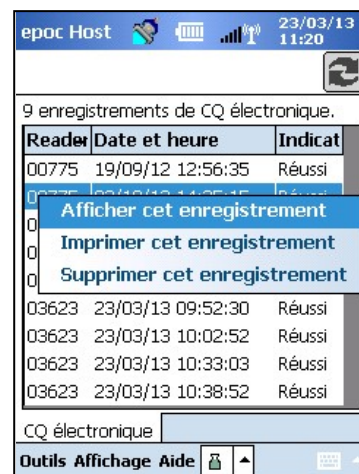 epoc Host 23/03/13
11:20
9 enregistrements de CQ électronique.
Reader Date et heure Indicat
00775 19/09/12 12:56:35 Réussi
Afficher cet enregistrement
Imprimer cet enregistrement
Supprimer cet enregistrement
03623 23/03/13 09:52:30 Réussi
03623 23/03/13 10:02:52 Réussi
03623 23/03/13 10:33:03 Réussi
03623 23/03/13 10:38:52 Réussi
CQ électronique
Outils Affichage Aide